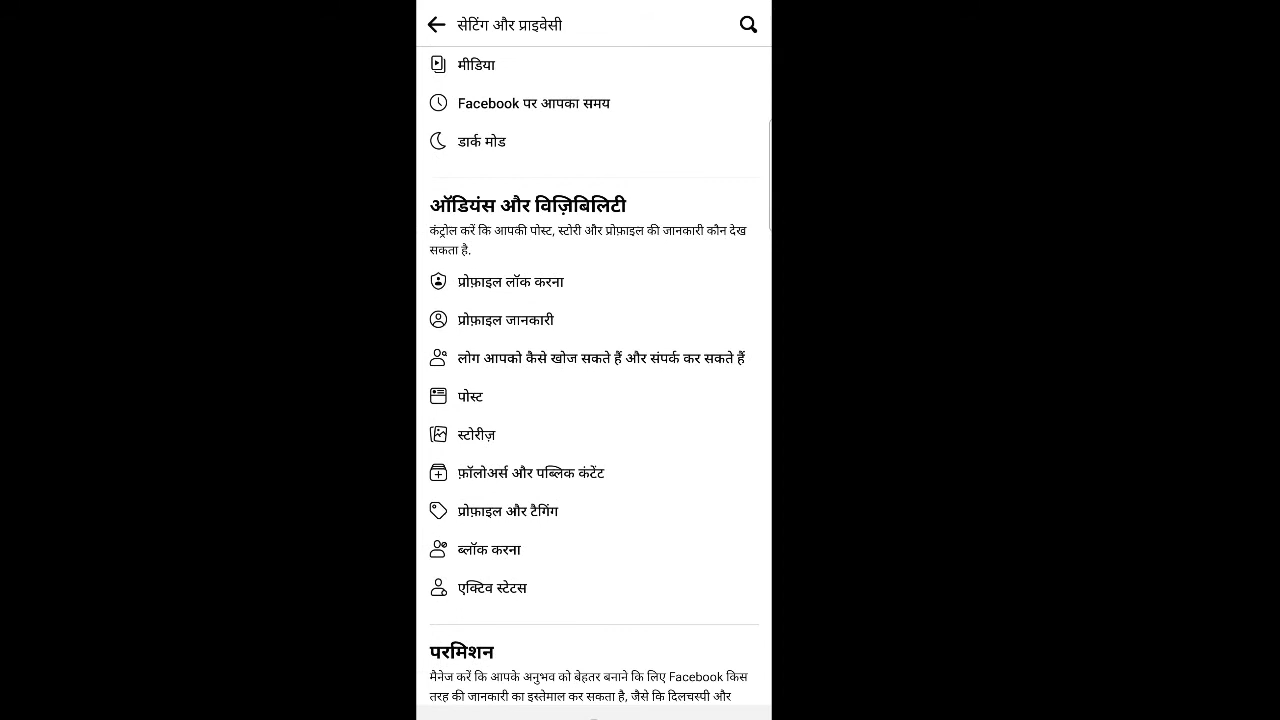 सेटिंग और प्राइवेसी
मीडिया
Facebook पर आपका समय
डार्क मोड
ऑडियंस और विज़िबिलिटी
कंट्रोल करें कि आपकी पोस्ट, स्टोरी और प्रोफ़ाइल की जानकारी कौन देख
सकता है.
प्रोफ़ाइल लॉक करना
प्रोफ़ाइल जानकारी
लोग आपको कैसे खोज सकते हैं और संपर्क कर सकते हैं
पोस्ट
स्टोरीज़
फ़ॉलोअर्स और पब्लिक कंटेंट
प्रोफ़ाइल और टैगिंग
ब्लॉक करना
एक्टिव स्टेटस
परमिशन
मैनेज करें कि आपके अनुभव को बेहतर बनाने कि लिए Facebook किस
तरह की जानकारी का इस्तेमाल कर सकता है, जैसे कि दिलचस्पी और